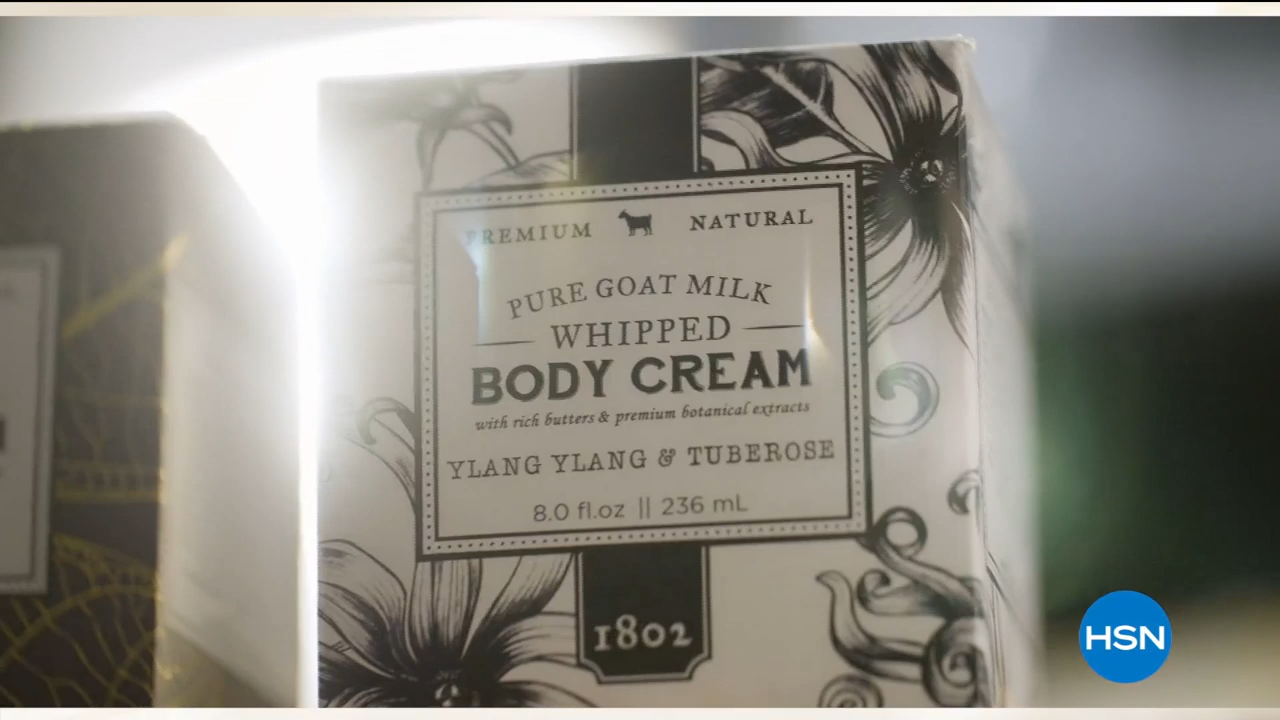 PREMIUM NATURAL
PURE GOAT MILK
WHIPPED
BODY CREAM
with rich butters & premium botanical extracts
YLANG YLANG & TUBEROSE
8.0 fl.oz || 236 mL
1802
HSN